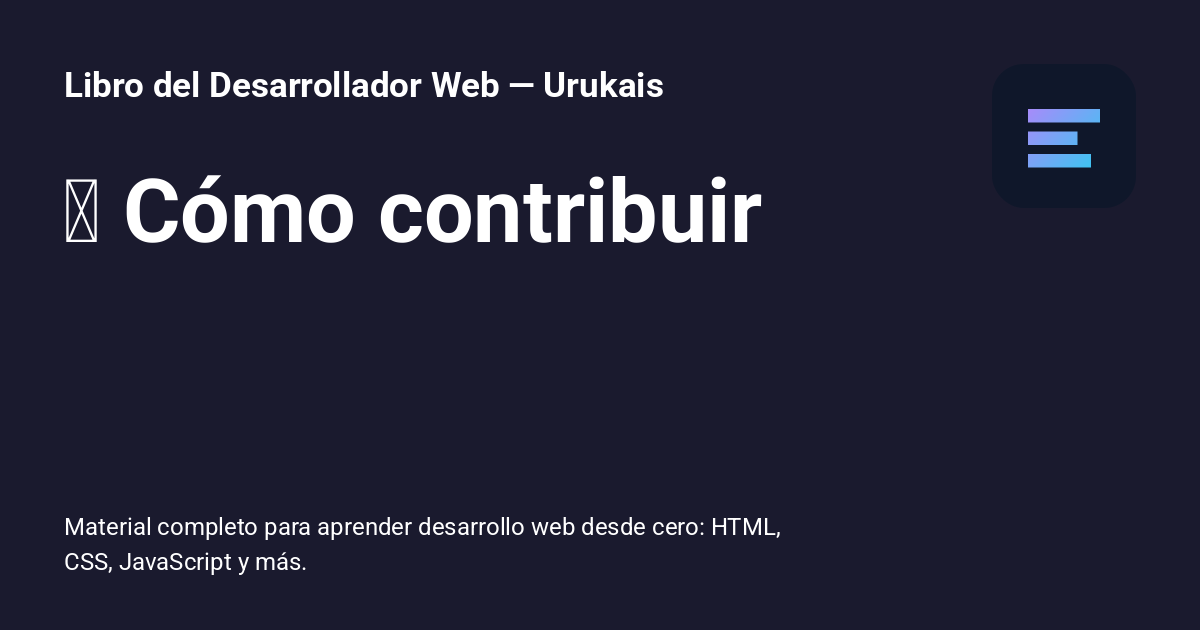 Libro del Desarrollador Web — Urukais
Cómo contribuir
Material completo para aprender desarrollo web desde cero: HTML,
CSS, JavaScript y más.